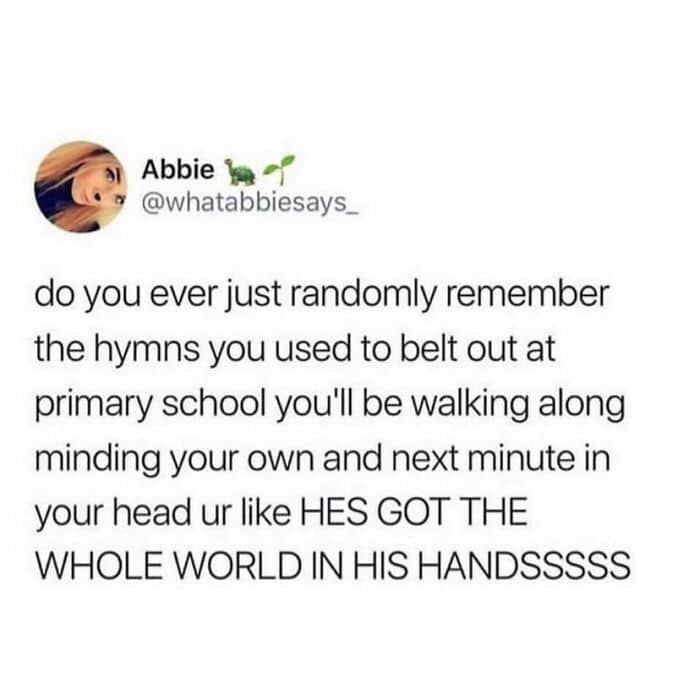 Abbie 🐢🌱
@whatabbiesays_
do you ever just randomly remember
the hymns you used to belt out at
primary school you'll be walking along
minding your own and next minute in
your head ur like HES GOT THE
WHOLE WORLD IN HIS HANDSSSSS